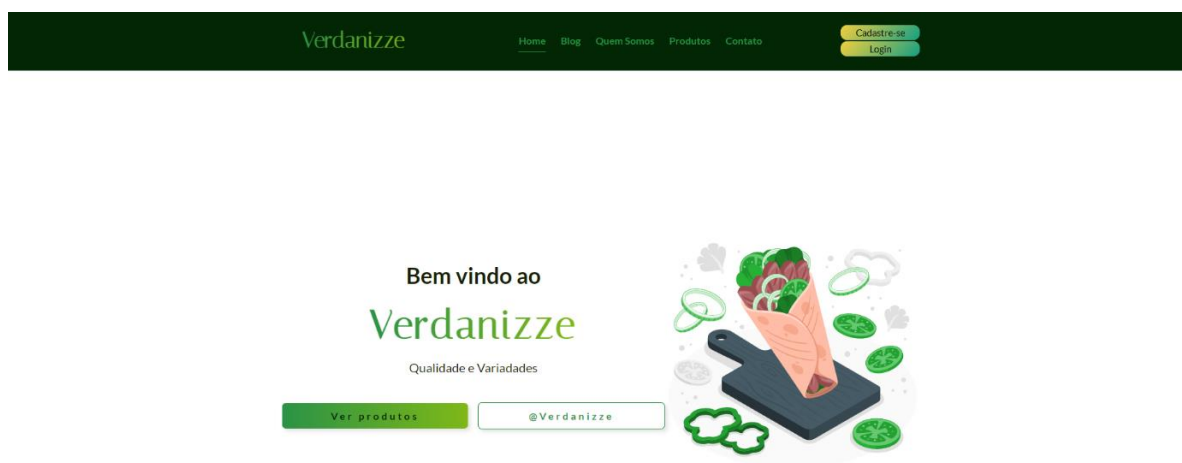 Verdanizze
Home Blog Quem Somos Produtos Contato
Cadastre-se
Login
Bem vindo ao
Verdanizze
Qualidade e Variadades
Ver produtos
@Verdanizze